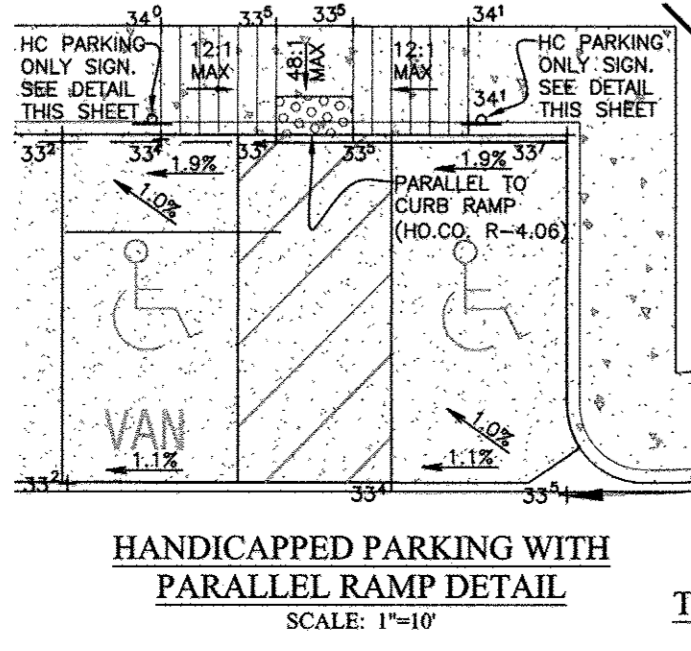 34⁰ 33⁵ 33⁵ 34¹
HC PARKING
ONLY SIGN.
SEE DETAIL
THIS SHEET
12:1
MAX
48:1
MAX
12:1
MAX
HC PARKING
ONLY SIGN.
SEE DETAIL
THIS SHEET
34¹
33² 33⁴ 33⁴ 33⁵ 33⁷
1.9%
1.0%
1.9%
PARALLEL TO
CURB RAMP
(HO.CO. R-4.06)
VAN
1.1%
1.0%
1.1%
33² 33⁴ 33⁵
HANDICAPPED PARKING WITH
PARALLEL RAMP DETAIL
SCALE: 1"=10'
T